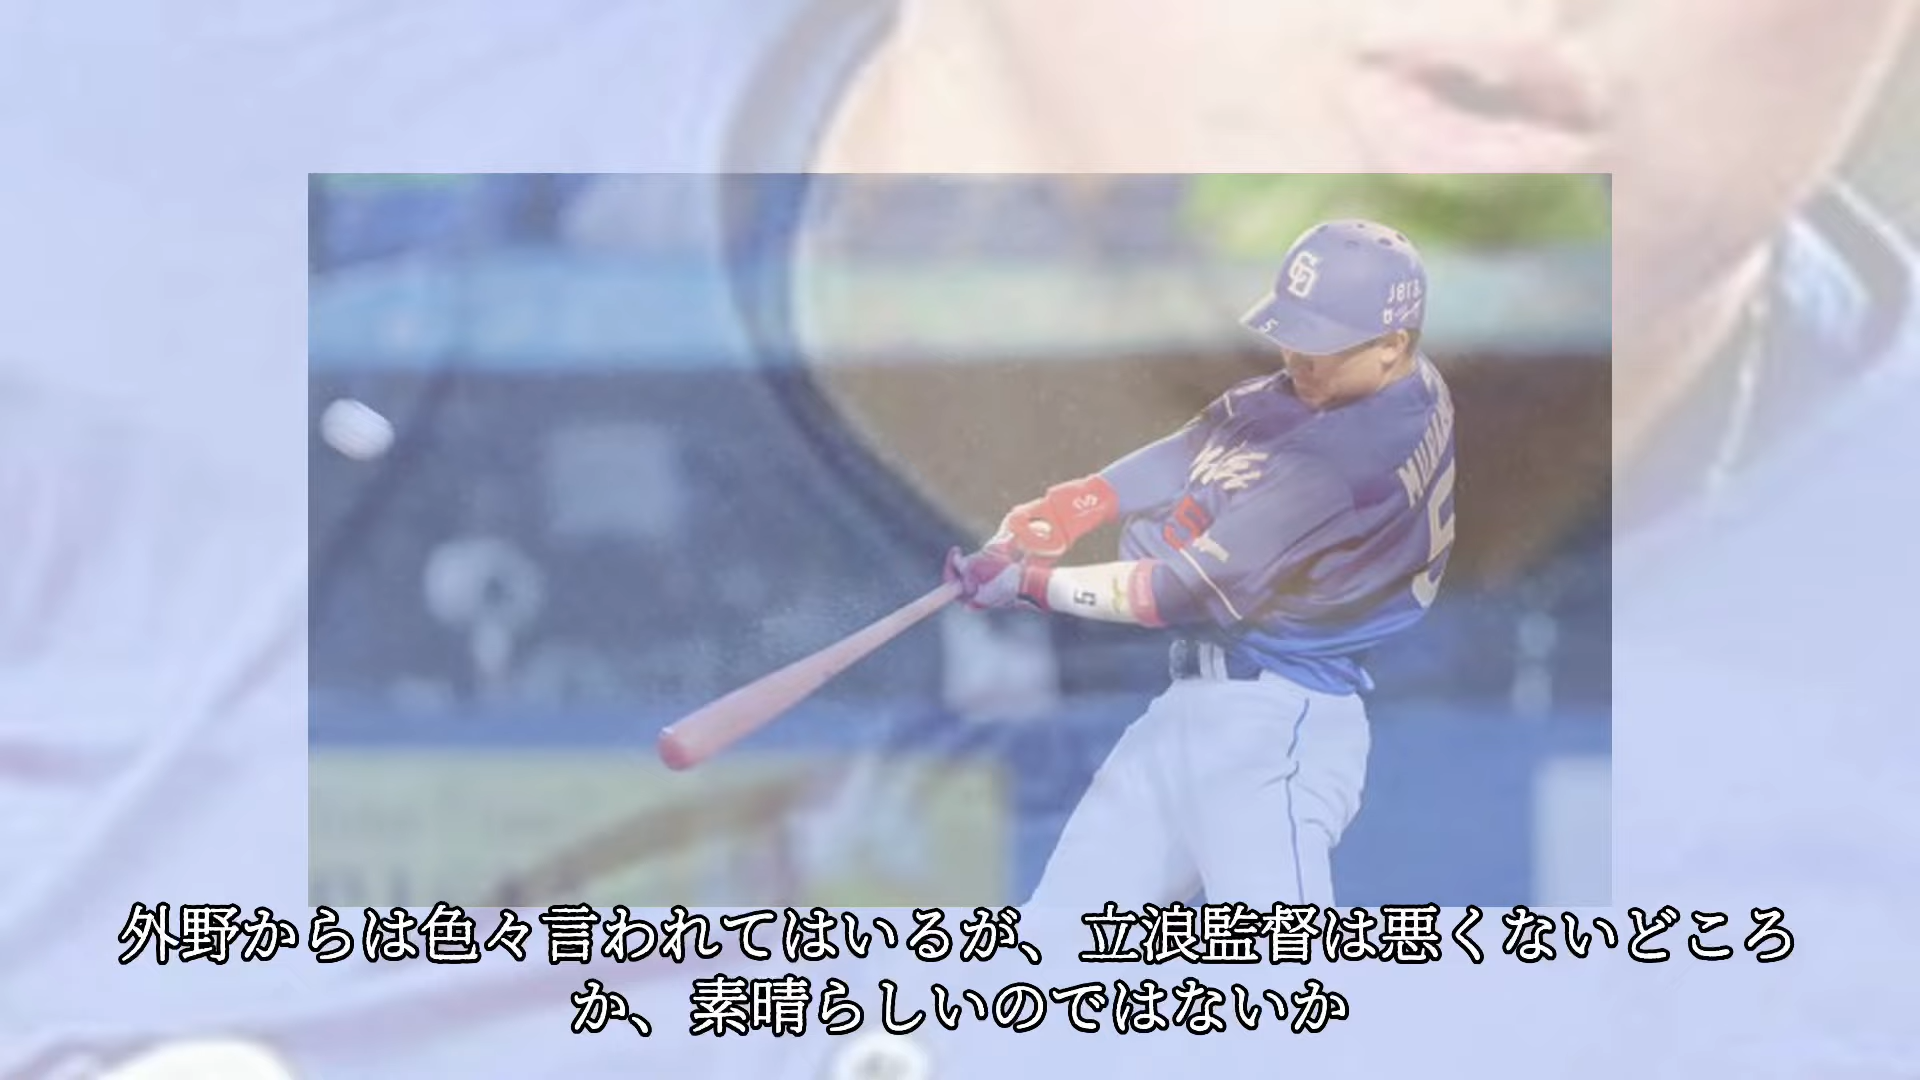 CD
5
外野からは色々言われてはいるが、立浪監督は悪くないどころ
か、素晴らしいのではないか